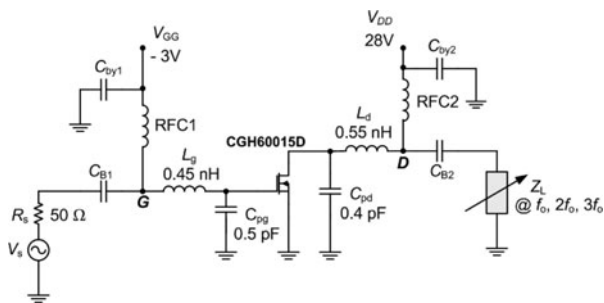 V_GG
- 3V
C_by1
RFC1
C_B1
G
L_g
0.45 nH
C_pg
0.5 pF
R_s
50 Ω
V_s
CGH60015D
V_DD
28V
C_by2
RFC2
L_d
0.55 nH
D
C_pd
0.4 pF
C_B2
Z_L
@ f_o, 2f_o, 3f_o